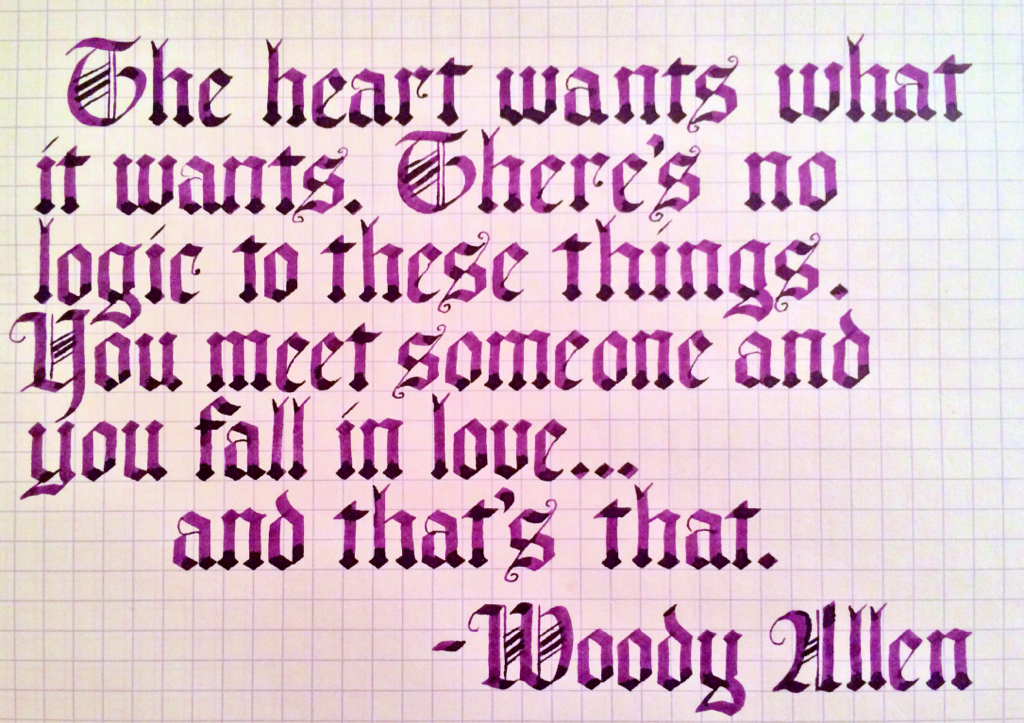 The heart wants what
it wants. There's no
logic to these things.
You meet someone and
you fall in love...
and that's that.
-Woody Allen